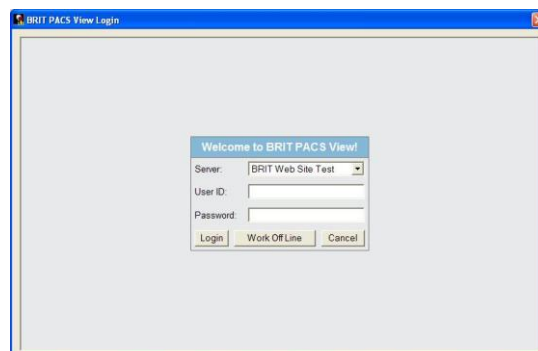 BRIT PACS View Login
Welcome to BRIT PACS View!
Server: BRIT Web Site Test
User ID:
Password:
Login Work Off Line Cancel